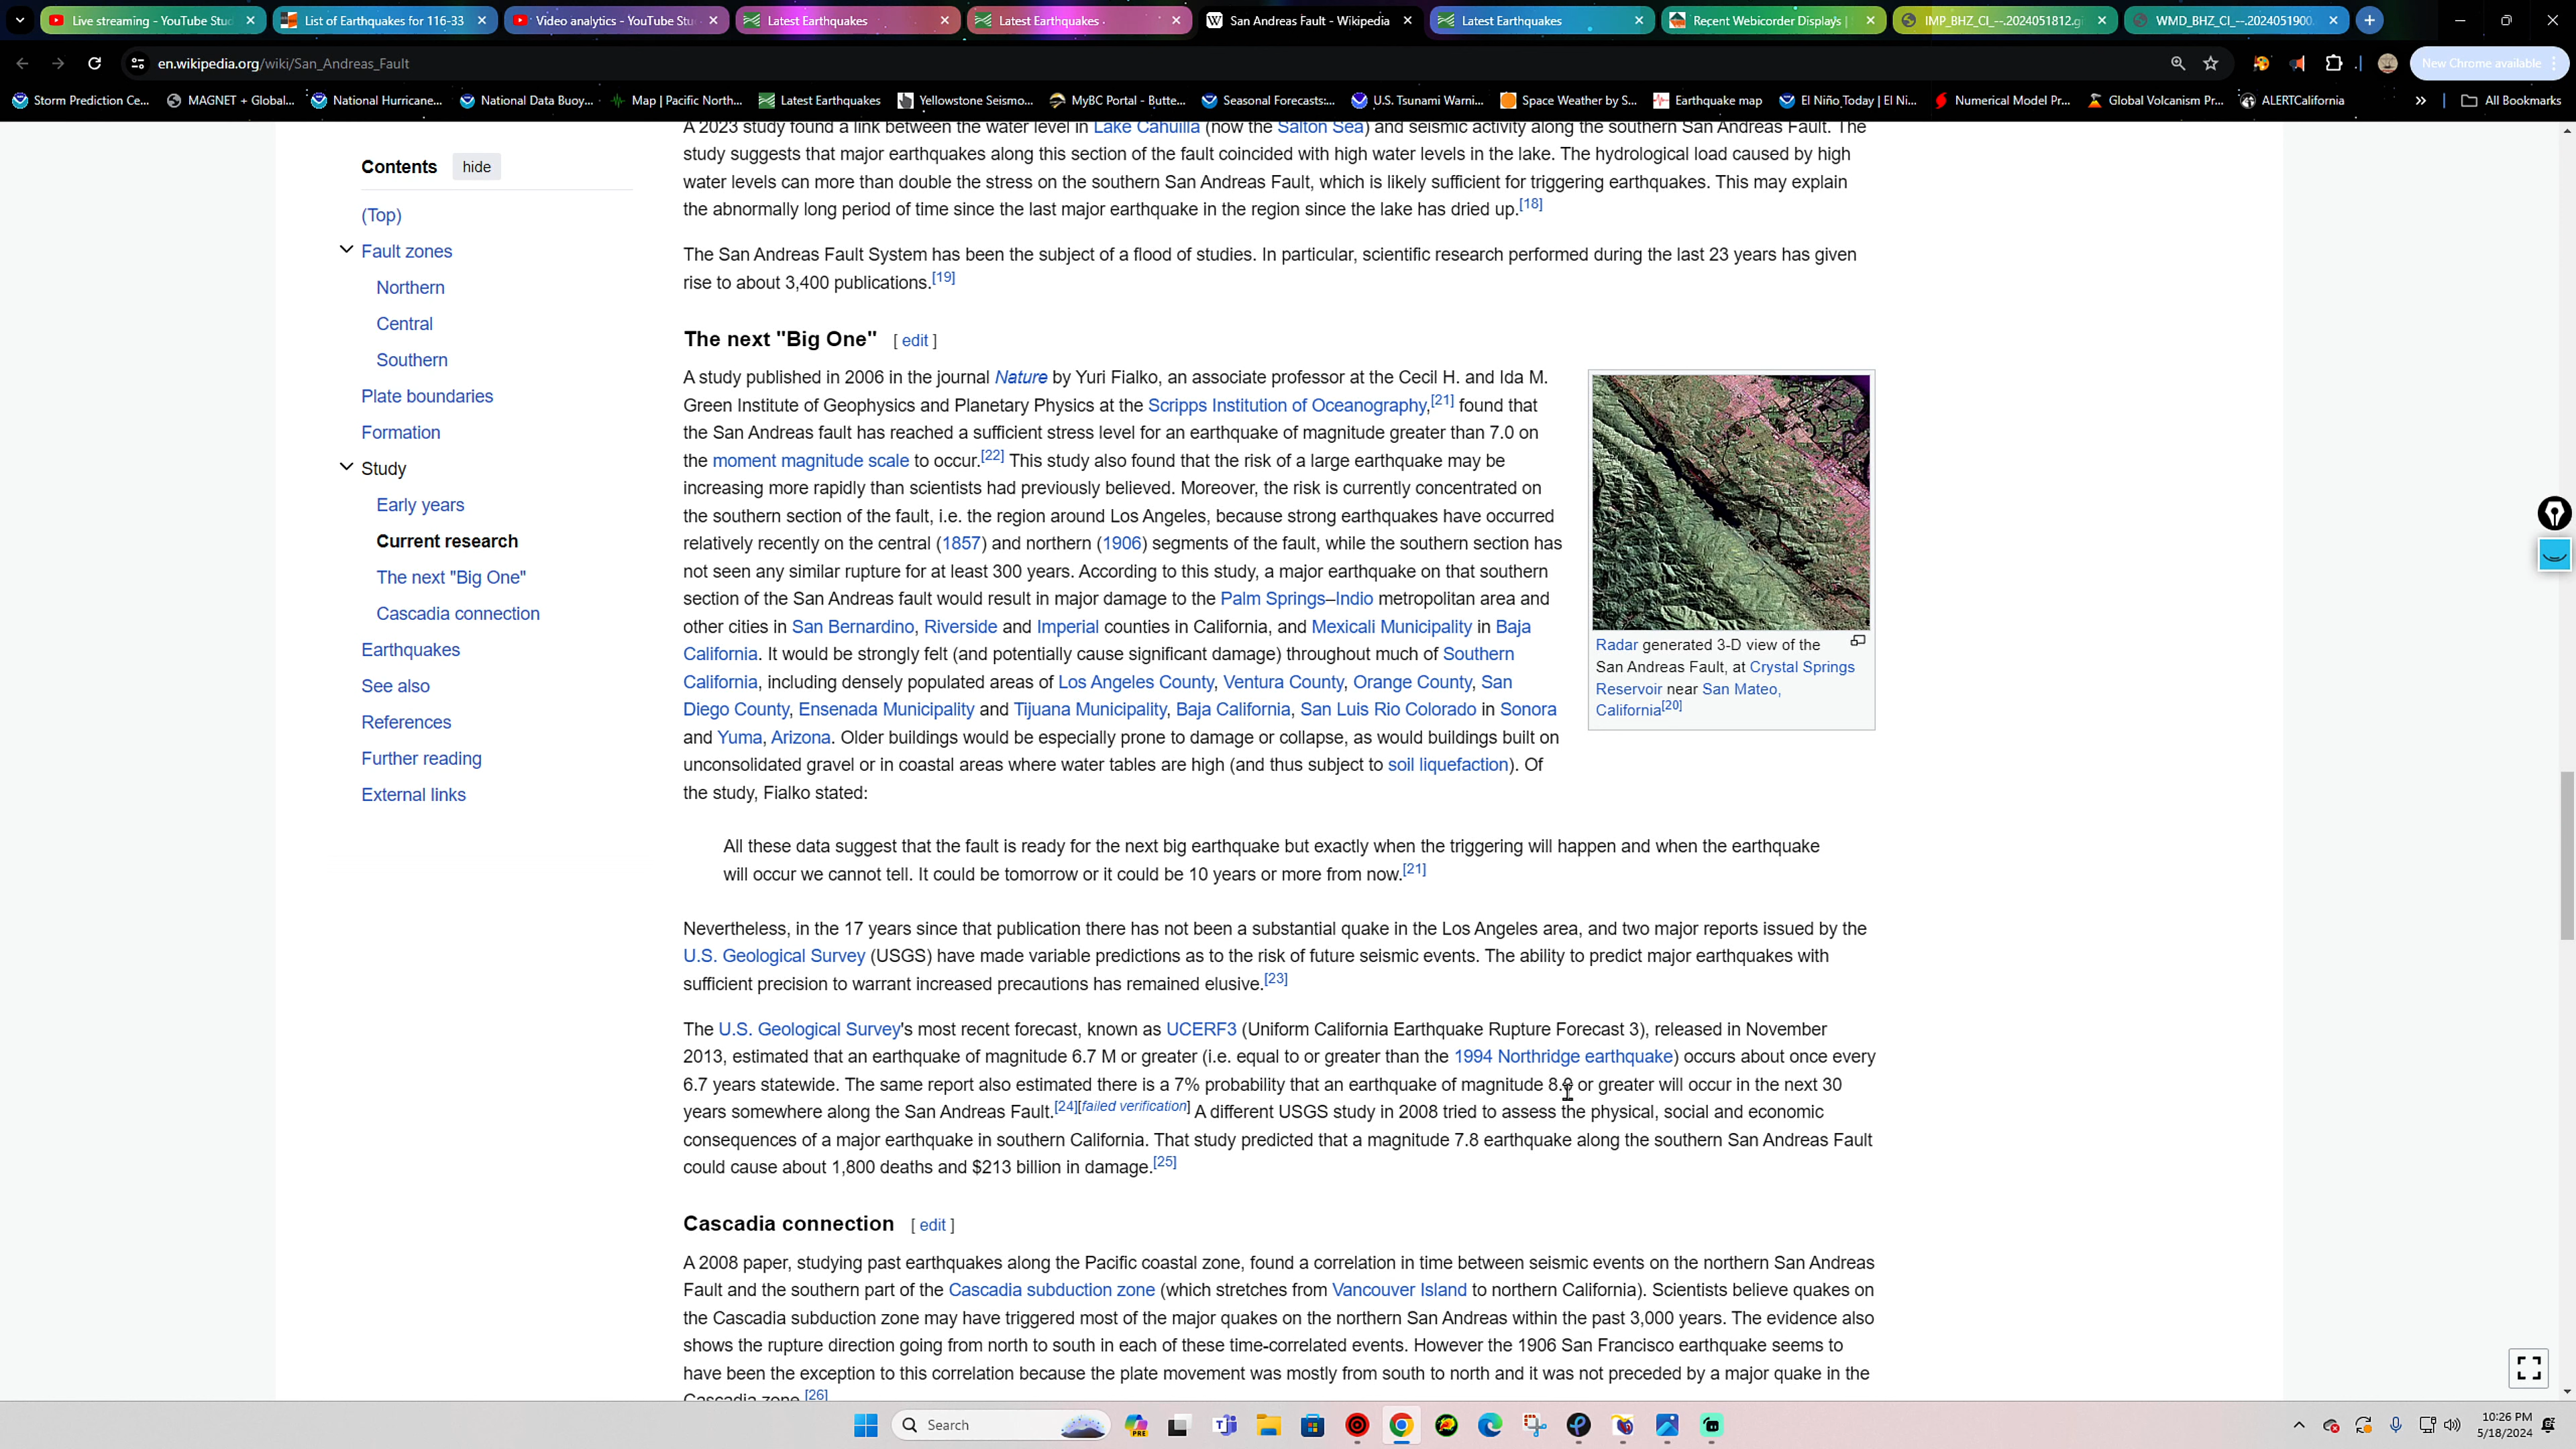 Live streaming - YouTube Stud
List of Earthquakes for 116-33
Video analytics - YouTube Stu
Latest Earthquakes
Latest Earthquakes
San Andreas Fault - Wikipedia
Latest Earthquakes
Recent Webicorder Displays |
IMP_BHZ_CI_--.2024051812.gi
WMD_BHZ_CI_--.2024051900.
en.wikipedia.org/wiki/San_Andreas_Fault
New Chrome available
Storm Prediction Ce...
MAGNET + Global...
National Hurricane...
National Data Buoy...
Map | Pacific North...
Latest Earthquakes
Yellowstone Seismo...
MyBC Portal - Butte...
Seasonal Forecasts:...
U.S. Tsunami Warni...
Space Weather by S...
Earthquake map
El Niño Today | El Ni...
Numerical Model Pr...
Global Volcanism Pr...
ALERTCalifornia
»
All Bookmarks
Contents hide
(Top)
Fault zones
Northern
Central
Southern
Plate boundaries
Formation
Study
Early years
Current research
The next "Big One"
Cascadia connection
Earthquakes
See also
References
Further reading
External links
A 2023 study found a link between the water level in Lake Cahuilla (now the Salton Sea) and seismic activity along the southern San Andreas Fault. The
study suggests that major earthquakes along this section of the fault coincided with high water levels in the lake. The hydrological load caused by high
water levels can more than double the stress on the southern San Andreas Fault, which is likely sufficient for triggering earthquakes. This may explain
the abnormally long period of time since the last major earthquake in the region since the lake has dried up.[18]
The San Andreas Fault System has been the subject of a flood of studies. In particular, scientific research performed during the last 23 years has given
rise to about 3,400 publications.[19]
The next "Big One" [ edit ]
A study published in 2006 in the journal Nature by Yuri Fialko, an associate professor at the Cecil H. and Ida M.
Green Institute of Geophysics and Planetary Physics at the Scripps Institution of Oceanography,[21] found that
the San Andreas fault has reached a sufficient stress level for an earthquake of magnitude greater than 7.0 on
the moment magnitude scale to occur.[22] This study also found that the risk of a large earthquake may be
increasing more rapidly than scientists had previously believed. Moreover, the risk is currently concentrated on
the southern section of the fault, i.e. the region around Los Angeles, because strong earthquakes have occurred
relatively recently on the central (1857) and northern (1906) segments of the fault, while the southern section has
not seen any similar rupture for at least 300 years. According to this study, a major earthquake on that southern
section of the San Andreas fault would result in major damage to the Palm Springs–Indio metropolitan area and
other cities in San Bernardino, Riverside and Imperial counties in California, and Mexicali Municipality in Baja
California. It would be strongly felt (and potentially cause significant damage) throughout much of Southern
California, including densely populated areas of Los Angeles County, Ventura County, Orange County, San
Diego County, Ensenada Municipality and Tijuana Municipality, Baja California, San Luis Rio Colorado in Sonora
and Yuma, Arizona. Older buildings would be especially prone to damage or collapse, as would buildings built on
unconsolidated gravel or in coastal areas where water tables are high (and thus subject to soil liquefaction). Of
the study, Fialko stated:
Radar generated 3-D view of the
San Andreas Fault, at Crystal Springs
Reservoir near San Mateo,
California[20]
All these data suggest that the fault is ready for the next big earthquake but exactly when the triggering will happen and when the earthquake
will occur we cannot tell. It could be tomorrow or it could be 10 years or more from now.[21]
Nevertheless, in the 17 years since that publication there has not been a substantial quake in the Los Angeles area, and two major reports issued by the
U.S. Geological Survey (USGS) have made variable predictions as to the risk of future seismic events. The ability to predict major earthquakes with
sufficient precision to warrant increased precautions has remained elusive.[23]
The U.S. Geological Survey's most recent forecast, known as UCERF3 (Uniform California Earthquake Rupture Forecast 3), released in November
2013, estimated that an earthquake of magnitude 6.7 M or greater (i.e. equal to or greater than the 1994 Northridge earthquake) occurs about once every
6.7 years statewide. The same report also estimated there is a 7% probability that an earthquake of magnitude 8.0 or greater will occur in the next 30
years somewhere along the San Andreas Fault.[24][failed verification] A different USGS study in 2008 tried to assess the physical, social and economic
consequences of a major earthquake in southern California. That study predicted that a magnitude 7.8 earthquake along the southern San Andreas Fault
could cause about 1,800 deaths and $213 billion in damage.[25]
Cascadia connection [ edit ]
A 2008 paper, studying past earthquakes along the Pacific coastal zone, found a correlation in time between seismic events on the northern San Andreas
Fault and the southern part of the Cascadia subduction zone (which stretches from Vancouver Island to northern California). Scientists believe quakes on
the Cascadia subduction zone may have triggered most of the major quakes on the northern San Andreas within the past 3,000 years. The evidence also
shows the rupture direction going from north to south in each of these time-correlated events. However the 1906 San Francisco earthquake seems to
have been the exception to this correlation because the plate movement was mostly from south to north and it was not preceded by a major quake in the
Cascadia zone.[26]
Search
PRE
10:26 PM
5/18/2024